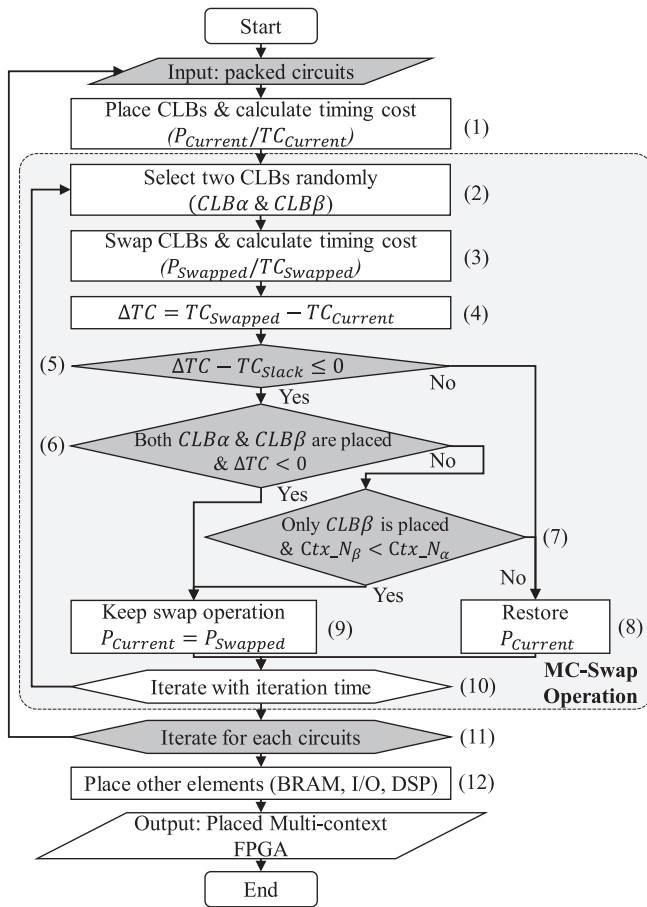 Start
Input: packed circuits
Place CLBs & calculate timing cost
(P_Current/TC_Current)
(1)
Select two CLBs randomly
(CLBα & CLBβ)
(2)
Swap CLBs & calculate timing cost
(P_Swapped/TC_Swapped)
(3)
ΔTC = TC_Swapped − TC_Current
(4)
(5)
ΔTC − TC_Slack ≤ 0
No
Yes
(6)
Both CLBα & CLBβ are placed
& ΔTC < 0
No
Yes
Only CLBβ is placed
& Ctx_N_β < Ctx_N_α
(7)
No
Yes
Keep swap operation
P_Current = P_Swapped
(9)
Restore
P_Current
(8)
MC-Swap
Operation
Iterate with iteration time
(10)
Iterate for each circuits
(11)
Place other elements (BRAM, I/O, DSP)
(12)
Output: Placed Multi-context
FPGA
End